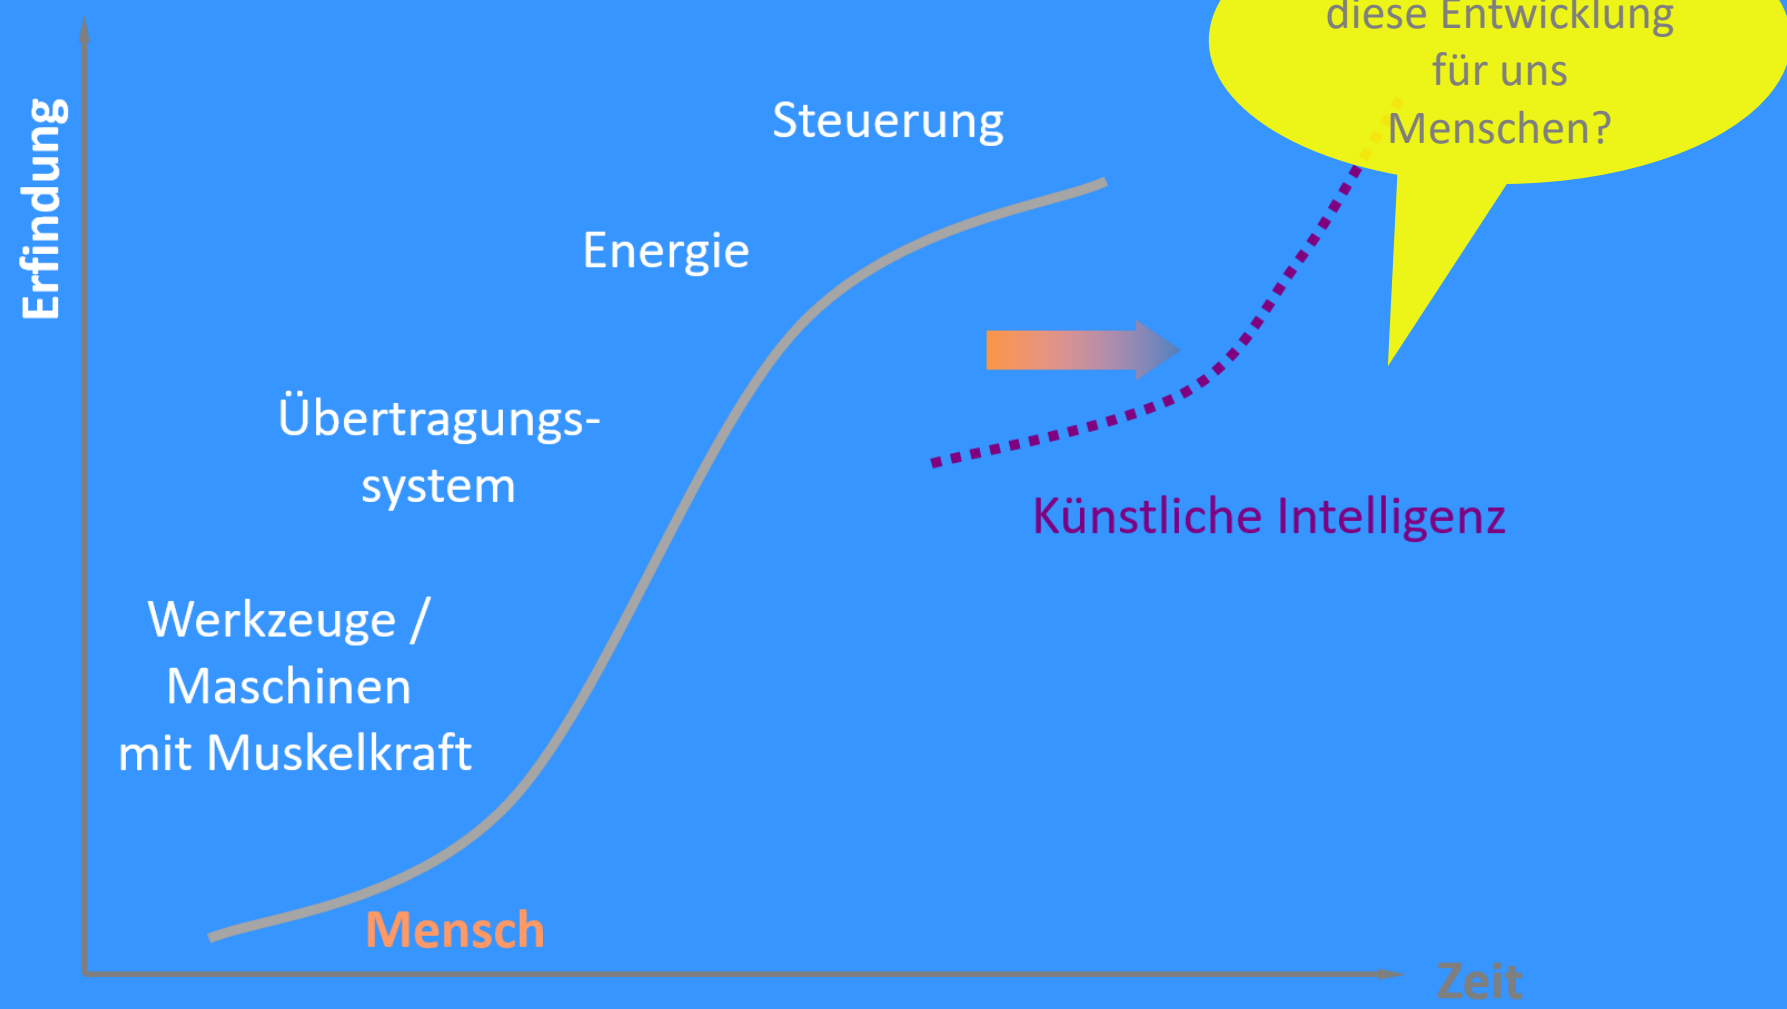 diese Entwicklung
für uns
Menschen?
Steuerung
Erfindung
Energie
Übertragungs-
system
Künstliche Intelligenz
Werkzeuge /
Maschinen
mit Muskelkraft
Mensch
Zeit